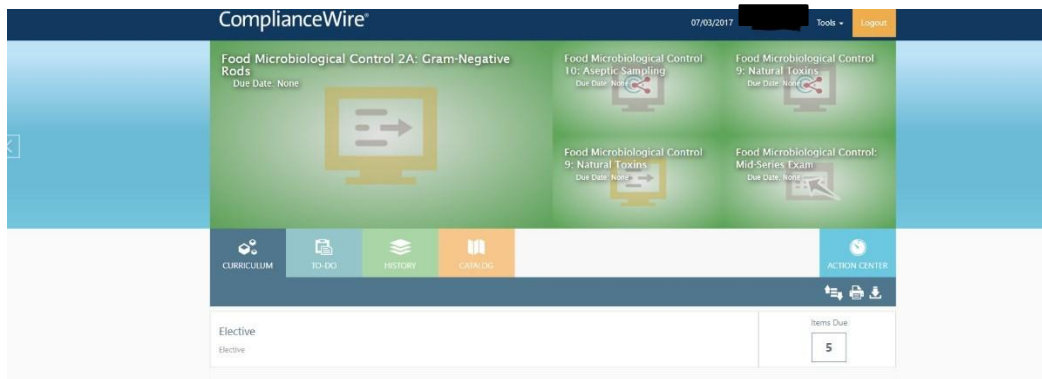 ComplianceWire®
07/03/2017
Tools
Logout
Food Microbiological Control 2A: Gram-Negative
Rods
Due Date: None
Food Microbiological Control
10: Aseptic Sampling
Due Date: None
Food Microbiological Control
9: Natural Toxins
Due Date: None
Food Microbiological Control
9: Natural Toxins
Due Date: None
Food Microbiological Control:
Mid-Series Exam
Due Date: None
CURRICULUM
TO-DO
HISTORY
CATALOG
ACTION CENTER
Elective
Elective
Items Due
5